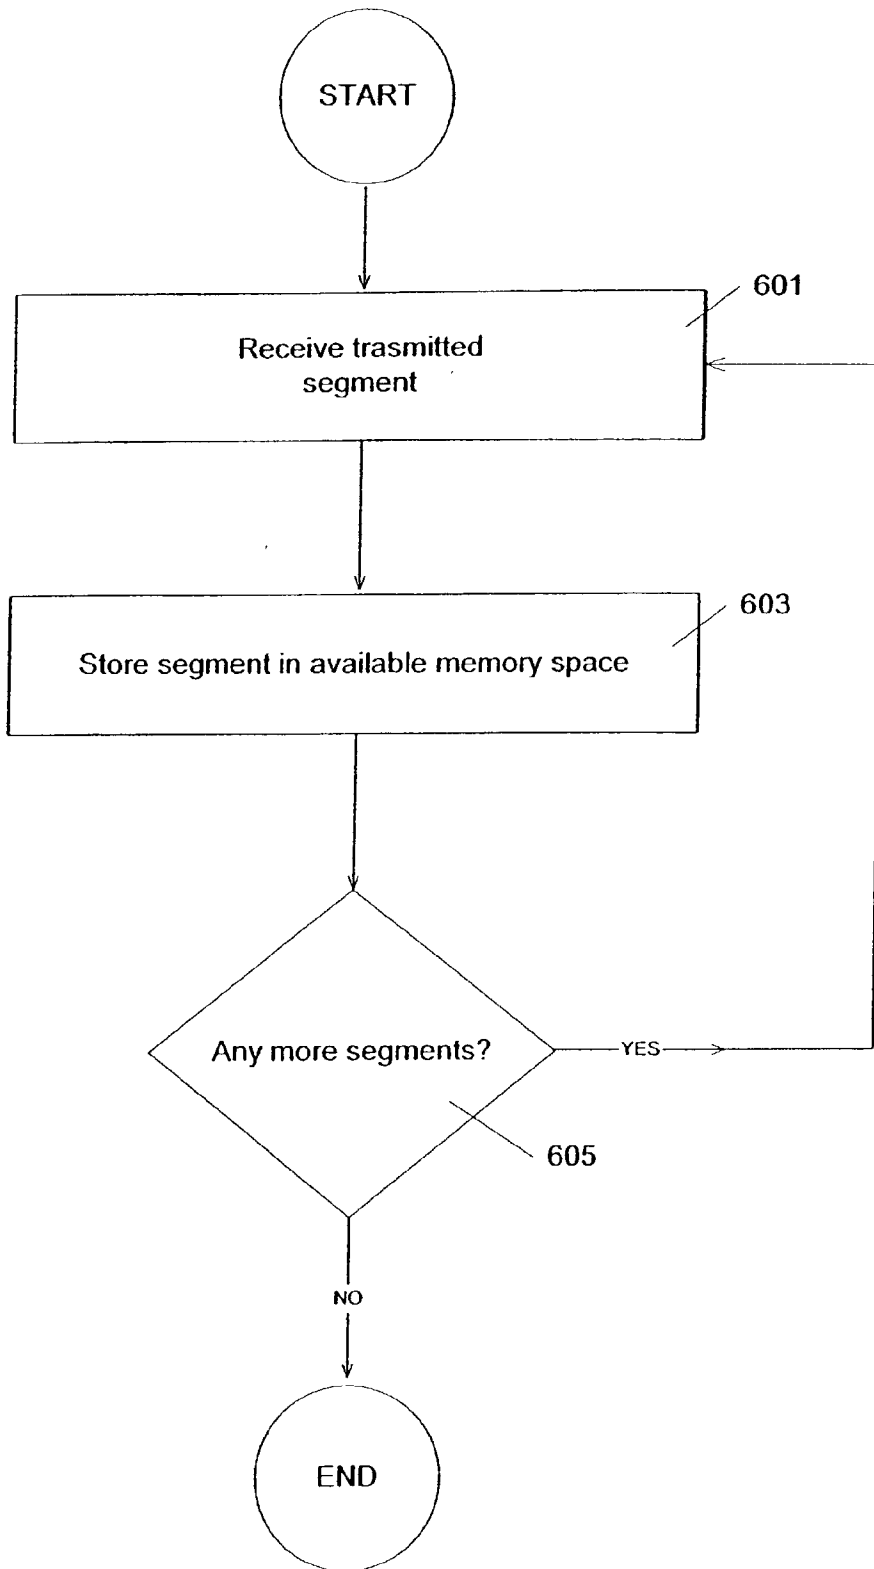 START
601
Receive trasmitted
segment
603
Store segment in available memory space
Any more segments?
YES
605
NO
END